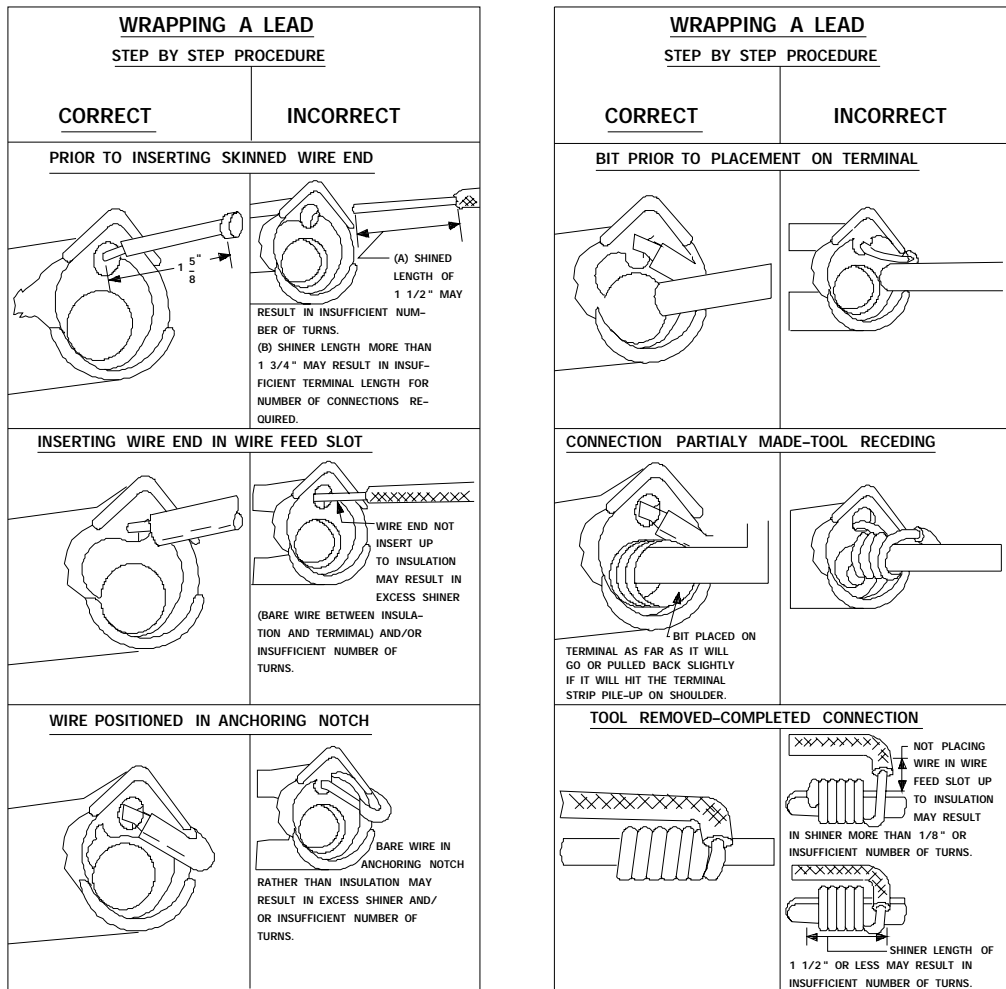 WRAPPING A LEAD
STEP BY STEP PROCEDURE
CORRECT
INCORRECT
PRIOR TO INSERTING SKINNED WIRE END
1 5/8"
(A) SHINED
LENGTH OF
1 1/2" MAY
RESULT IN INSUFFICIENT NUM-
BER OF TURNS.
(B) SHINER LENGTH MORE THAN
1 3/4" MAY RESULT IN INSUF-
FICIENT TERMINAL LENGTH FOR
NUMBER OF CONNECTIONS RE-
QUIRED.
INSERTING WIRE END IN WIRE FEED SLOT
WIRE END NOT
INSERT UP
TO INSULATION
MAY RESULT IN
EXCESS SHINER
(BARE WIRE BETWEEN INSULA-
TION AND TERMIMAL) AND/OR
INSUFFICIENT NUMBER OF
TURNS.
WIRE POSITIONED IN ANCHORING NOTCH
BARE WIRE IN
ANCHORING NOTCH
RATHER THAN INSULATION MAY
RESULT IN EXCESS SHINER AND/
OR INSUFFICIENT NUMBER OF
TURNS.
WRAPPING A LEAD
STEP BY STEP PROCEDURE
CORRECT
INCORRECT
BIT PRIOR TO PLACEMENT ON TERMINAL
CONNECTION PARTIALY MADE-TOOL RECEDING
BIT PLACED ON
TERMINAL AS FAR AS IT WILL
GO OR PULLED BACK SLIGHTLY
IF IT WILL HIT THE TERMINAL
STRIP PILE-UP ON SHOULDER.
TOOL REMOVED-COMPLETED CONNECTION
NOT PLACING
WIRE IN WIRE
FEED SLOT UP
TO INSULATION
MAY RESULT
IN SHINER MORE THAN 1/8" OR
INSUFFICIENT NUMBER OF TURNS.
SHINER LENGTH OF
1 1/2" OR LESS MAY RESULT IN
INSUFFICIENT NUMBER OF TURNS.